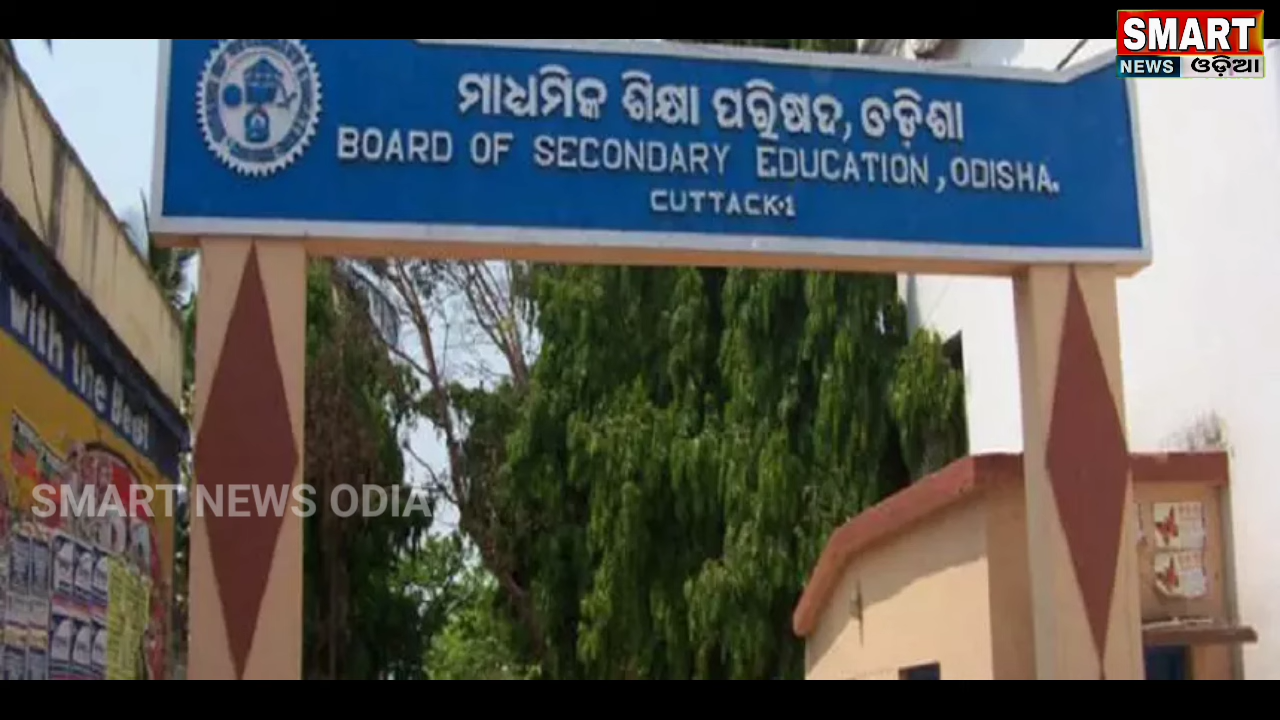 SMART
NEWS ଓଡ଼ିଆ
ମାଧ୍ୟମିକ ଶିକ୍ଷା ପରିଷଦ, ଓଡ଼ିଶା
BOARD OF SECONDARY EDUCATION, ODISHA.
CUTTACK-1
with the Best
SMART NEWS ODIA